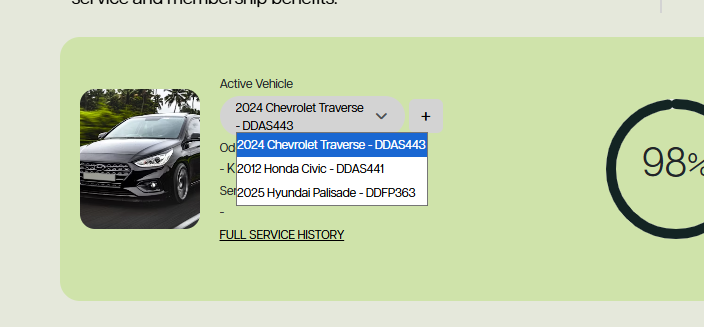 service and membership benefits.
Active Vehicle
2024 Chevrolet Traverse
- DDAS443
+
2024 Chevrolet Traverse - DDAS443
Od
- K
2012 Honda Civic - DDAS441
Ser
2025 Hyundai Palisade - DDFP363
-
FULL SERVICE HISTORY
98%